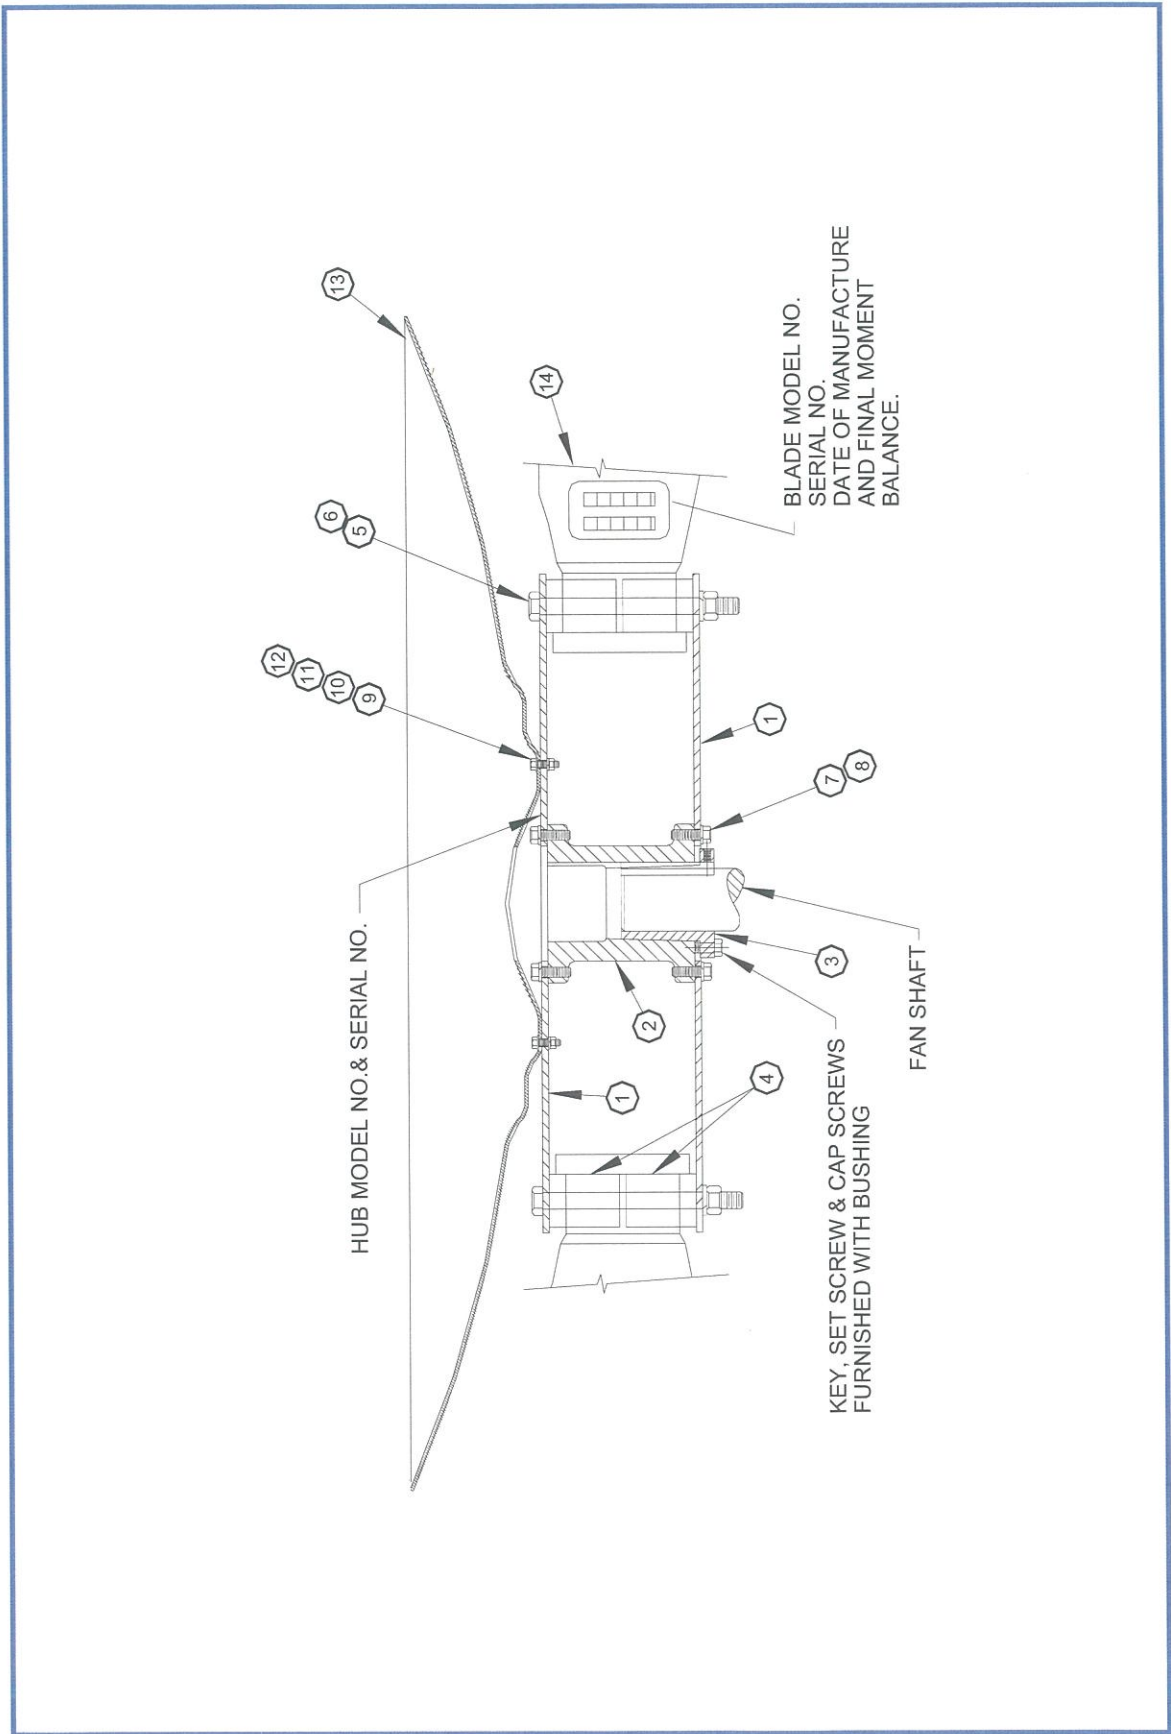 13
6
5
12
11
10
9
14
HUB MODEL NO.& SERIAL NO.
BLADE MODEL NO.
SERIAL NO.
DATE OF MANUFACTURE
AND FINAL MOMENT
BALANCE.
1
1
2
4
7
8
3
KEY, SET SCREW & CAP SCREWS
FURNISHED WITH BUSHING
FAN SHAFT